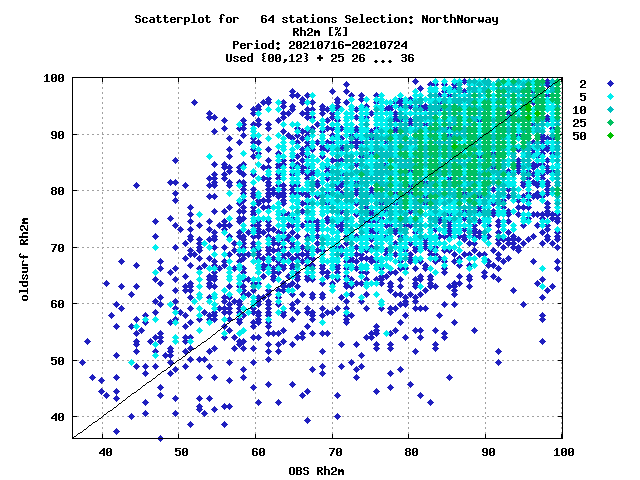 Scatterplot for 64 stations Selection: NorthNorway
Rh2m [%]
Period: 20210716-20210724
Used {00,12} + 25 26 ... 36
100
90
80
70
60
50
40
oldsurf Rh2m
40 50 60 70 80 90 100
OBS Rh2m
2
5
10
25
50